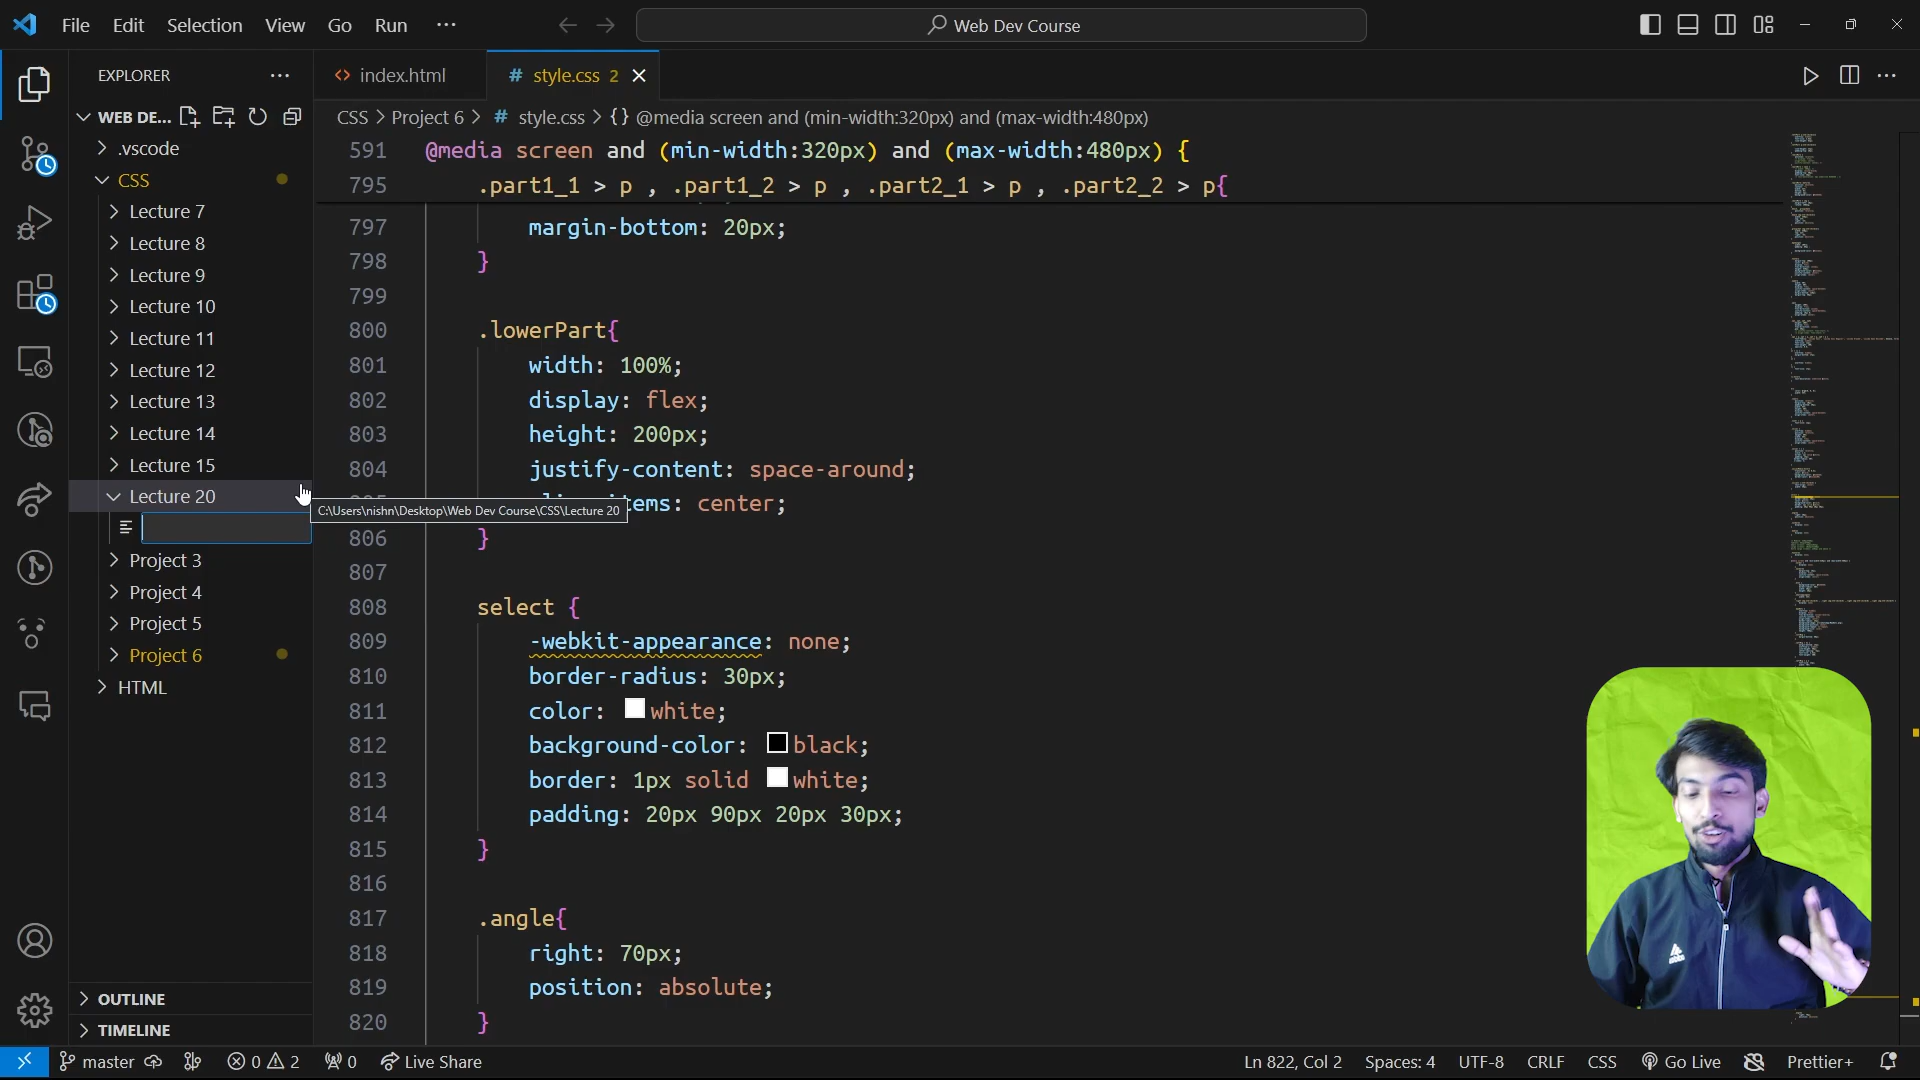 File Edit Selection View Go Run ···
Web Dev Course
EXPLORER ···
index.html
# style.css 2
WEB DE...
CSS > Project 6 > # style.css > {} @media screen and (min-width:320px) and (max-width:480px)
.vscode
CSS
Lecture 7
Lecture 8
Lecture 9
Lecture 10
Lecture 11
Lecture 12
Lecture 13
Lecture 14
Lecture 15
Lecture 20
C:\Users\nishn\Desktop\Web Dev Course\CSS\Lecture 20
Project 3
Project 4
Project 5
Project 6
HTML
OUTLINE
TIMELINE
591 @media screen and (min-width:320px) and (max-width:480px) {
795 .part1_1 > p , .part1_2 > p , .part2_1 > p , .part2_2 > p{
797 margin-bottom: 20px;
798 }
799
800 .lowerPart{
801 width: 100%;
802 display: flex;
803 height: 200px;
804 justify-content: space-around;
center;
806 }
807
808 select {
809 -webkit-appearance: none;
810 border-radius: 30px;
811 color: white;
812 background-color: black;
813 border: 1px solid white;
814 padding: 20px 90px 20px 30px;
815 }
816
817 .angle{
818 right: 70px;
819 position: absolute;
820 }
master 0 2 0 Live Share Ln 822, Col 2 Spaces: 4 UTF-8 CRLF CSS Go Live Prettier+